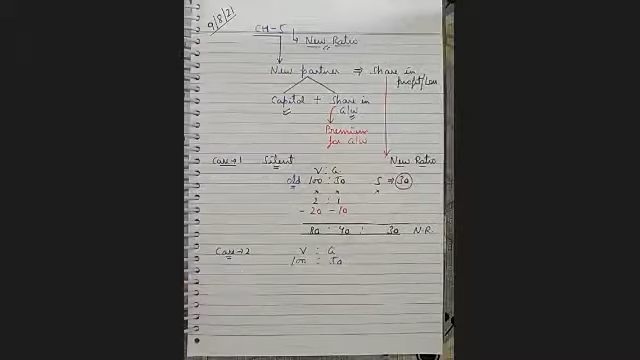 9/8/21
CH-5
↳ New Ratio
New partner ⇒ Share in
profit/Loss
Capital + Share in
G/W
Premium
for G/W
Case → 1 Silent New Ratio
V : G
Old 100 : 50 S ⇒ 30
2 : 1
- 20 - 10
80 : 40 : 30 N.R.
Case → 2 V : G
100 : 50